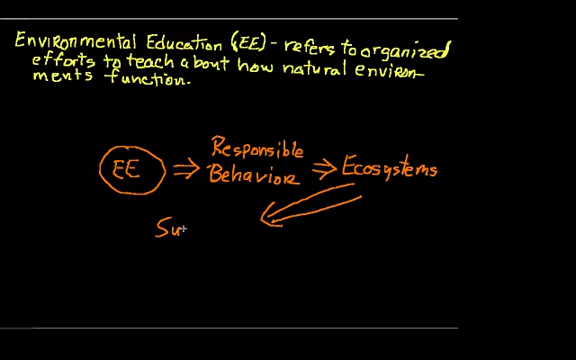 Environmental Education (EE) - refers to organized
efforts to teach about how natural environ-
ments function.
EE ⇒ Responsible Behavior ⇒ Ecosystems
Su